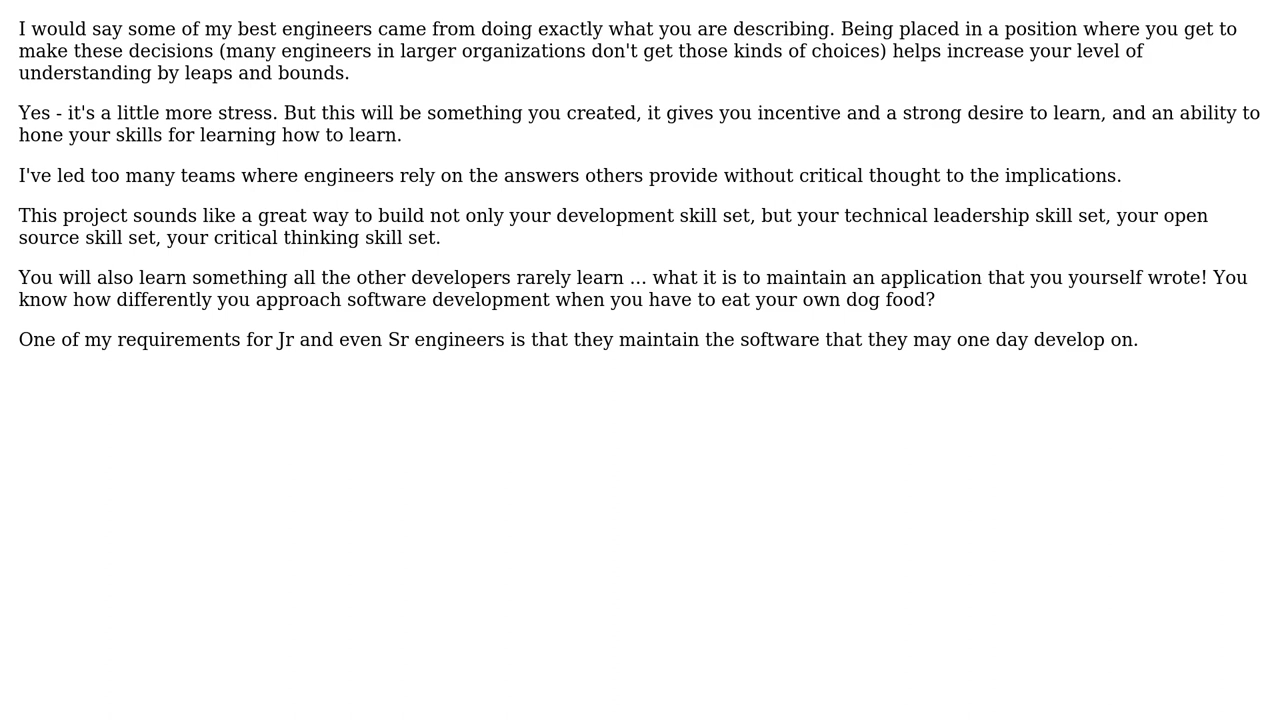 I would say some of my best engineers came from doing exactly what you are describing. Being placed in a position where you get to
make these decisions (many engineers in larger organizations don't get those kinds of choices) helps increase your level of
understanding by leaps and bounds.
Yes - it's a little more stress. But this will be something you created, it gives you incentive and a strong desire to learn, and an ability to
hone your skills for learning how to learn.
I've led too many teams where engineers rely on the answers others provide without critical thought to the implications.
This project sounds like a great way to build not only your development skill set, but your technical leadership skill set, your open
source skill set, your critical thinking skill set.
You will also learn something all the other developers rarely learn ... what it is to maintain an application that you yourself wrote! You
know how differently you approach software development when you have to eat your own dog food?
One of my requirements for Jr and even Sr engineers is that they maintain the software that they may one day develop on.